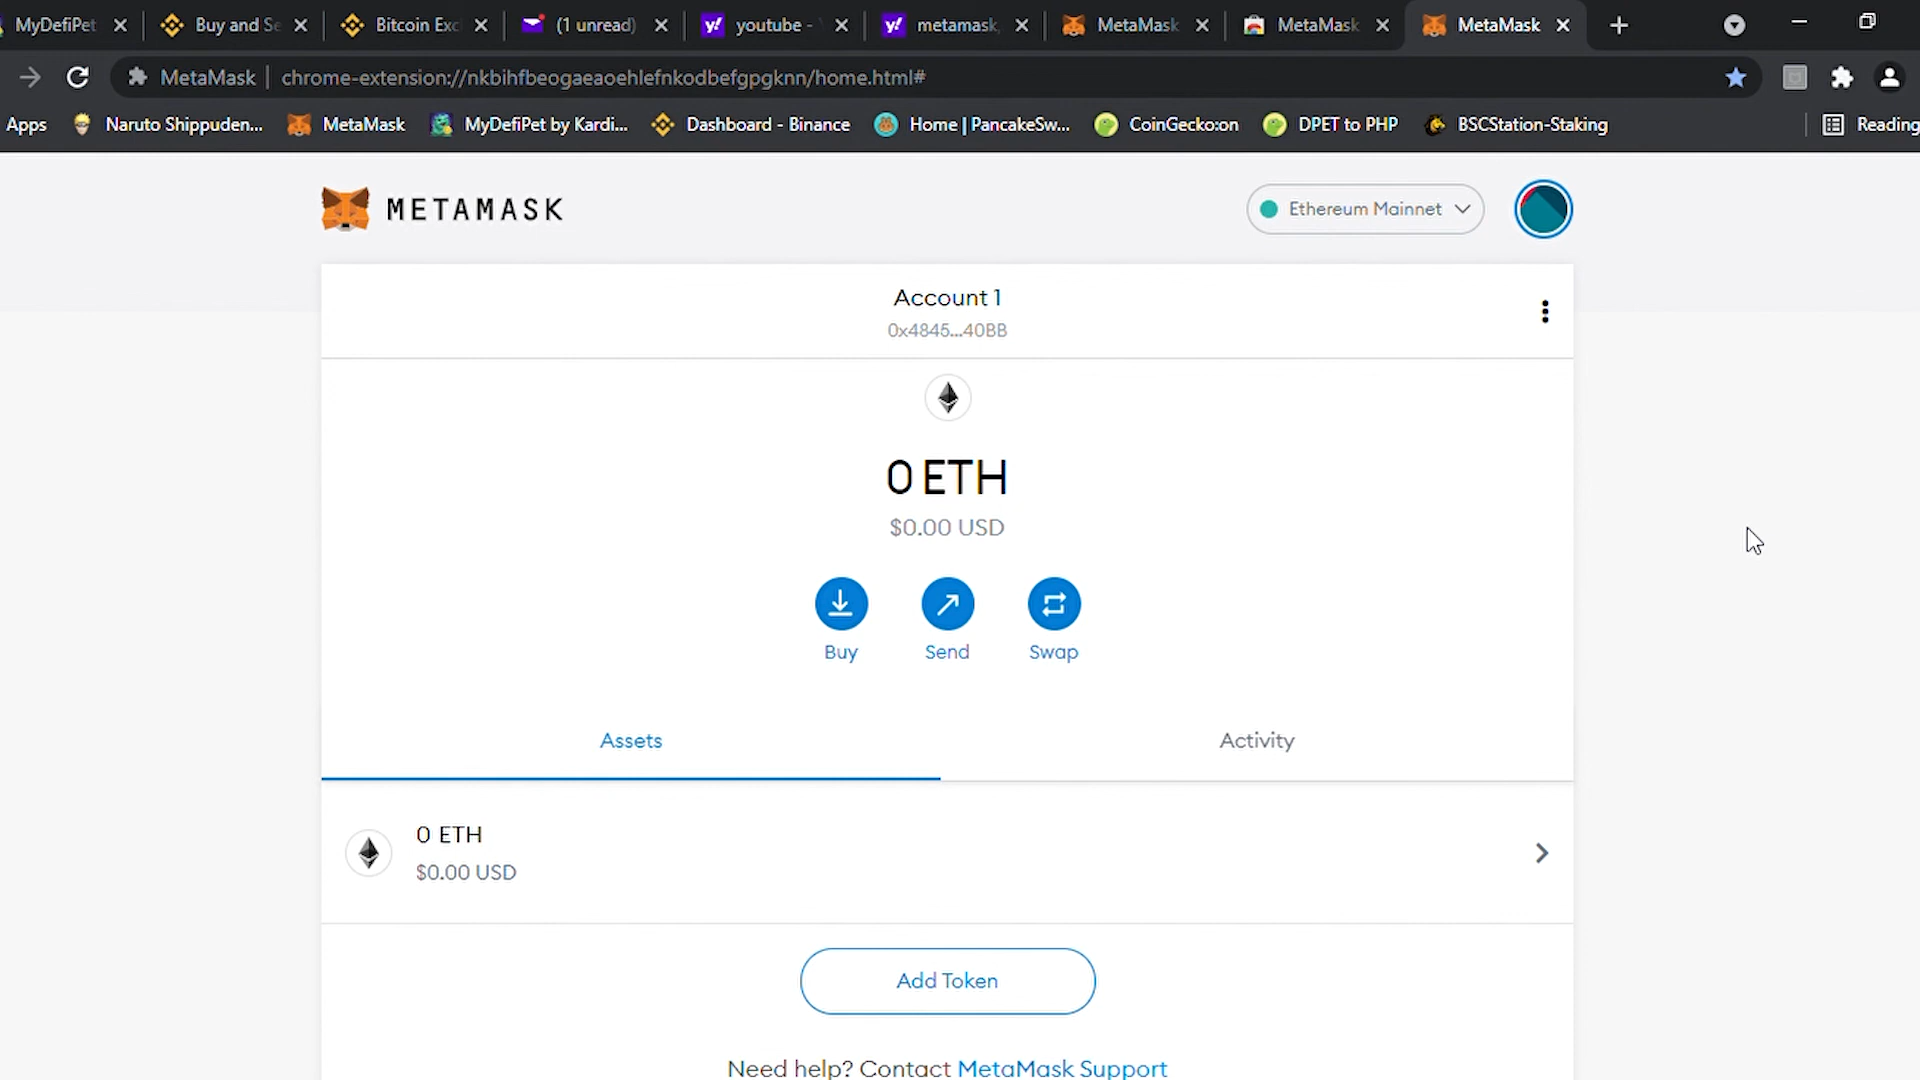 MyDefiPet
Buy and Se
Bitcoin Exc
(1 unread)
youtube -
metamask,
MetaMask
MetaMask
MetaMask
MetaMask | chrome-extension://nkbihfbeogaeaoehlefnkodbefgpgknn/home.html#
Apps
Naruto Shippuden...
MetaMask
MyDefiPet by Kardi...
Dashboard - Binance
Home | PancakeSw...
CoinGecko:on
DPET to PHP
BSCStation-Staking
Reading
METAMASK
Ethereum Mainnet
Account 1
0x4845...40BB
0 ETH
$0.00 USD
Buy
Send
Swap
Assets
Activity
0 ETH
$0.00 USD
Add Token
Need help? Contact MetaMask Support